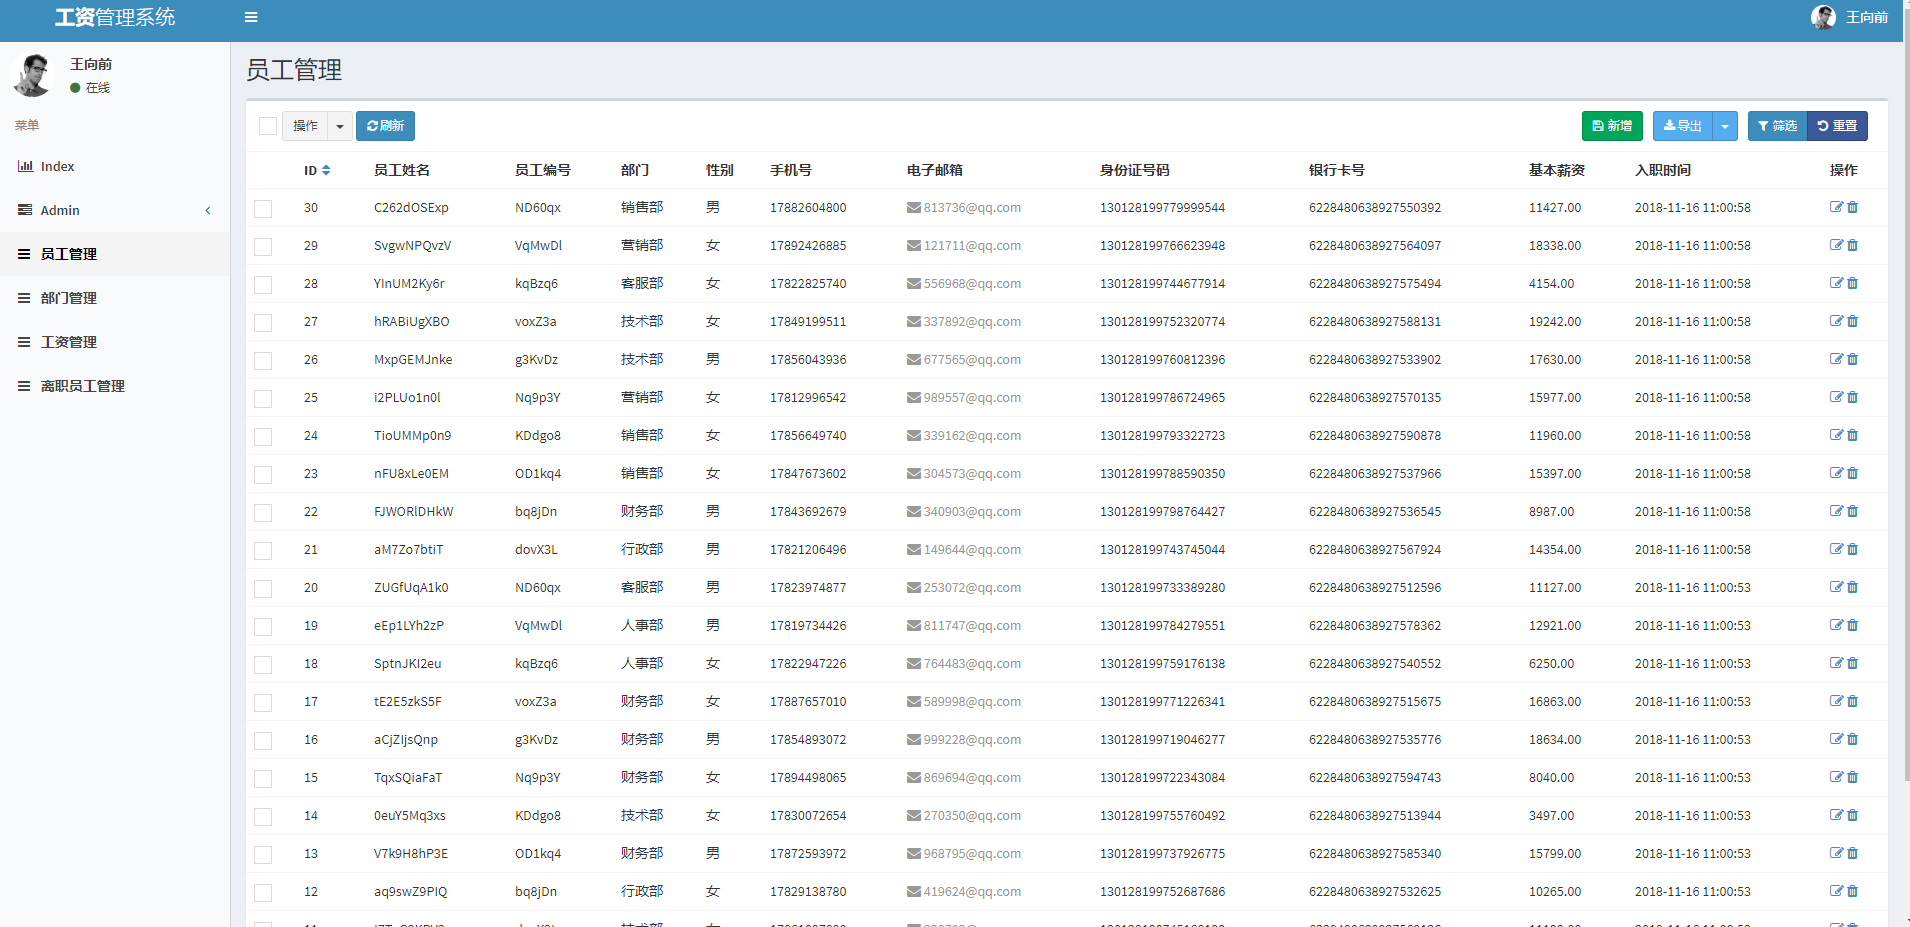 工资管理系统
王向前
王向前
在线
菜单
Index
Admin
员工管理
部门管理
工资管理
离职员工管理
员工管理
操作 刷新 新增 导出 筛选 重置
ID 员工姓名 员工编号 部门 性别 手机号 电子邮箱 身份证号码 银行卡号 基本薪资 入职时间 操作
30 C262dOSExp ND60qx 销售部 男 17882604800 813736@qq.com 130128199779999544 6228480638927550392 11427.00 2018-11-16 11:00:58
29 SvgwNPQvzV VqMwDl 营销部 女 17892426885 121711@qq.com 130128199766623948 6228480638927564097 18338.00 2018-11-16 11:00:58
28 YInUM2Ky6r kqBzq6 客服部 女 17822825740 556968@qq.com 130128199744677914 6228480638927575494 4154.00 2018-11-16 11:00:58
27 hRABiUgXBO voxZ3a 技术部 女 17849199511 337892@qq.com 130128199752320774 6228480638927588131 19242.00 2018-11-16 11:00:58
26 MxpGEMJnke g3KvDz 技术部 男 17856043936 677565@qq.com 130128199760812396 6228480638927533902 17630.00 2018-11-16 11:00:58
25 i2PLUo1n0l Nq9p3Y 营销部 女 17812996542 989557@qq.com 130128199786724965 6228480638927570135 15977.00 2018-11-16 11:00:58
24 TioUMMp0n9 KDdgo8 销售部 女 17856649740 339162@qq.com 130128199793322723 6228480638927590878 11960.00 2018-11-16 11:00:58
23 nFU8xLe0EM OD1kq4 销售部 女 17847673602 304573@qq.com 130128199788590350 6228480638927537966 15397.00 2018-11-16 11:00:58
22 FJWORlDHkW bq8jDn 财务部 男 17843692679 340903@qq.com 130128199798764427 6228480638927536545 8987.00 2018-11-16 11:00:58
21 aM7Zo7btiT dovX3L 行政部 男 17821206496 149644@qq.com 130128199743745044 6228480638927567924 14354.00 2018-11-16 11:00:58
20 ZUGfUqA1k0 ND60qx 客服部 男 17823974877 253072@qq.com 130128199733389280 6228480638927512596 11127.00 2018-11-16 11:00:53
19 eEp1LYh2zP VqMwDl 人事部 男 17819734426 811747@qq.com 130128199784279551 6228480638927578362 12921.00 2018-11-16 11:00:53
18 SptnJKI2eu kqBzq6 人事部 女 17822947226 764483@qq.com 130128199759176138 6228480638927540552 6250.00 2018-11-16 11:00:53
17 tE2E5zkS5F voxZ3a 财务部 女 17887657010 589998@qq.com 130128199771226341 6228480638927515675 16863.00 2018-11-16 11:00:53
16 aCjZIjsQnp g3KvDz 财务部 男 17854893072 999228@qq.com 130128199719046277 6228480638927535776 18634.00 2018-11-16 11:00:53
15 TqxSQiaFaT Nq9p3Y 财务部 女 17894498065 869694@qq.com 130128199722343084 6228480638927594743 8040.00 2018-11-16 11:00:53
14 0euY5Mq3xs KDdgo8 技术部 女 17830072654 270350@qq.com 130128199755760492 6228480638927513944 3497.00 2018-11-16 11:00:53
13 V7k9H8hP3E OD1kq4 财务部 男 17872593972 968795@qq.com 130128199737926775 6228480638927585340 15799.00 2018-11-16 11:00:53
12 aq9swZ9PIQ bq8jDn 行政部 女 17829138780 419624@qq.com 130128199752687686 6228480638927532625 10265.00 2018-11-16 11:00:53